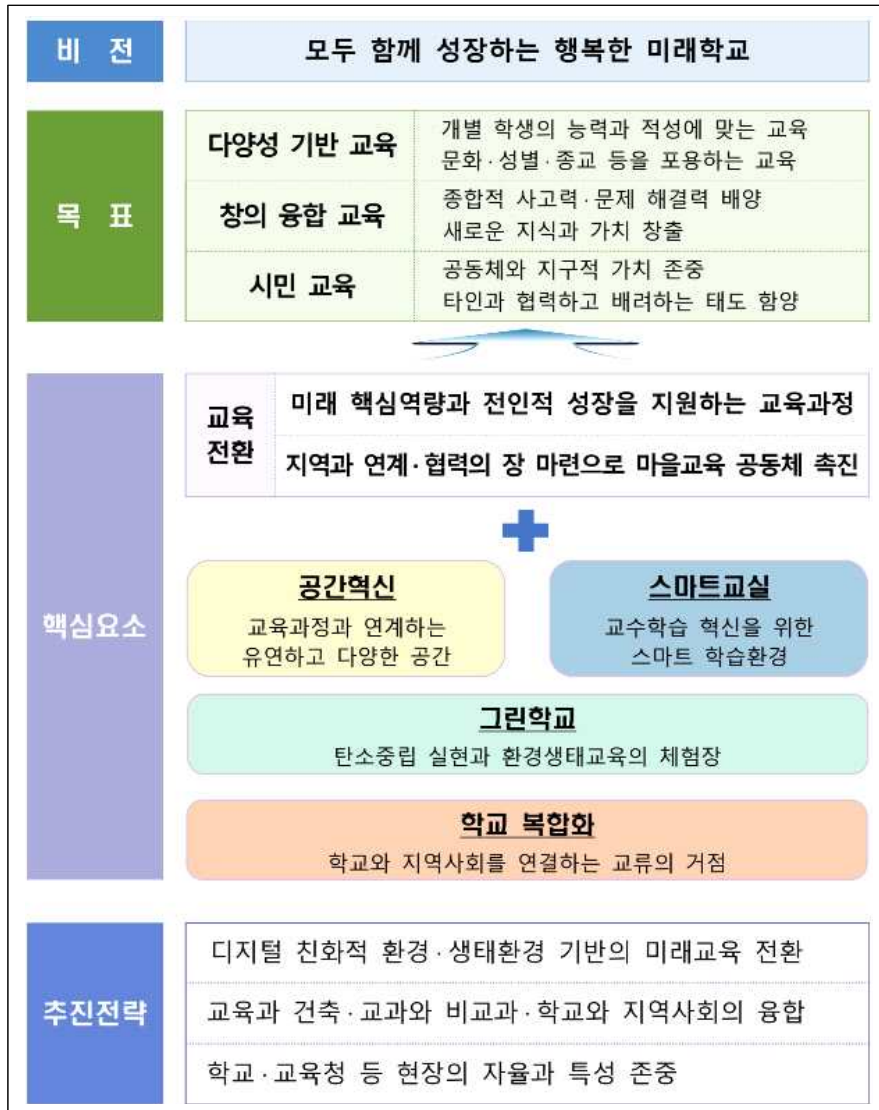 비 전
모두 함께 성장하는 행복한 미래학교
목 표
다양성 기반 교육
개별 학생의 능력과 적성에 맞는 교육
문화·성별·종교 등을 포용하는 교육
창의 융합 교육
종합적 사고력·문제 해결력 배양
새로운 지식과 가치 창출
시민 교육
공동체와 지구적 가치 존중
타인과 협력하고 배려하는 태도 함양
핵심요소
교육
전환
미래 핵심역량과 전인적 성장을 지원하는 교육과정
지역과 연계·협력의 장 마련으로 마을교육 공동체 촉진
공간혁신
교육과정과 연계하는
유연하고 다양한 공간
스마트교실
교수학습 혁신을 위한
스마트 학습환경
그린학교
탄소중립 실현과 환경생태교육의 체험장
학교 복합화
학교와 지역사회를 연결하는 교류의 거점
추진전략
디지털 친화적 환경·생태환경 기반의 미래교육 전환
교육과 건축·교과와 비교과·학교와 지역사회의 융합
학교·교육청 등 현장의 자율과 특성 존중